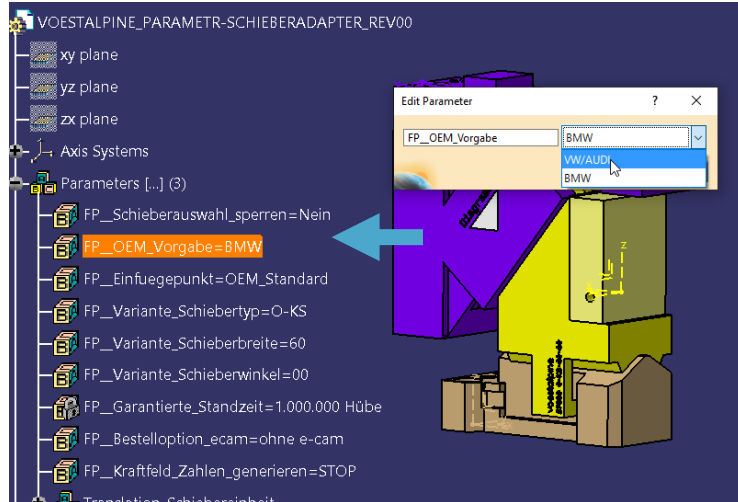 VOESTALPINE_PARAMETR-SCHIEBERADAPTER_REV00
xy plane
yz plane
zx plane
Axis Systems
Parameters [...] (3)
FP__Schieberauswahl_sperren=Nein
FP__OEM_Vorgabe=BMW
FP__Einfuegepunkt=OEM_Standard
FP__Variante_Schiebertyp=O-KS
FP__Variante_Schieberbreite=60
FP__Variante_Schieberwinkel=00
FP__Garantierte_Standzeit=1.000.000 Hübe
FP__Bestelloption_ecam=ohne e-cam
FP__Kraftfeld_Zahlen_generieren=STOP
Translation_Schiebereinheit
Edit Parameter
?
FP__OEM_Vorgabe
BMW
VW/AUDI
BMW
z
voestalpine